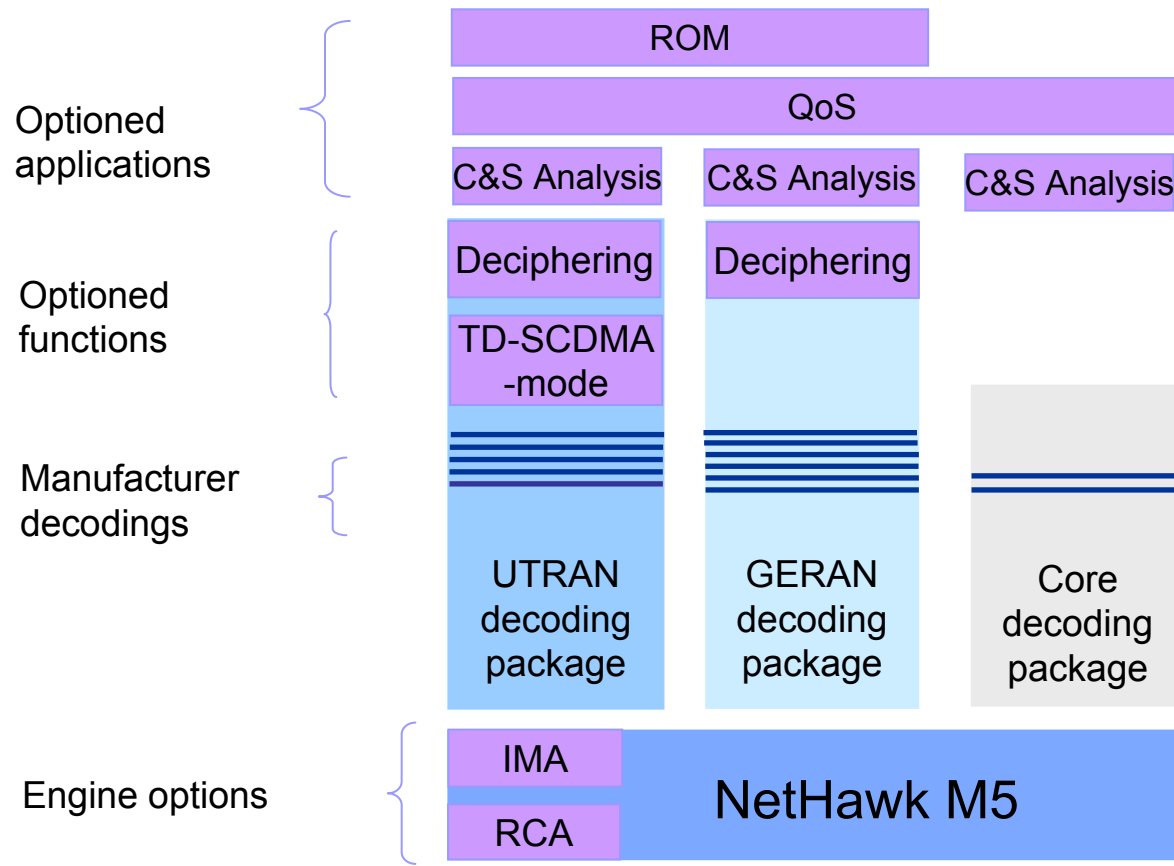 ROM
QoS
Optioned
applications
C&S Analysis
C&S Analysis
C&S Analysis
Deciphering
Deciphering
Optioned
functions
TD-SCDMA
-mode
Manufacturer
decodings
UTRAN
decoding
package
GERAN
decoding
package
Core
decoding
package
Engine options
IMA
RCA
NetHawk M5